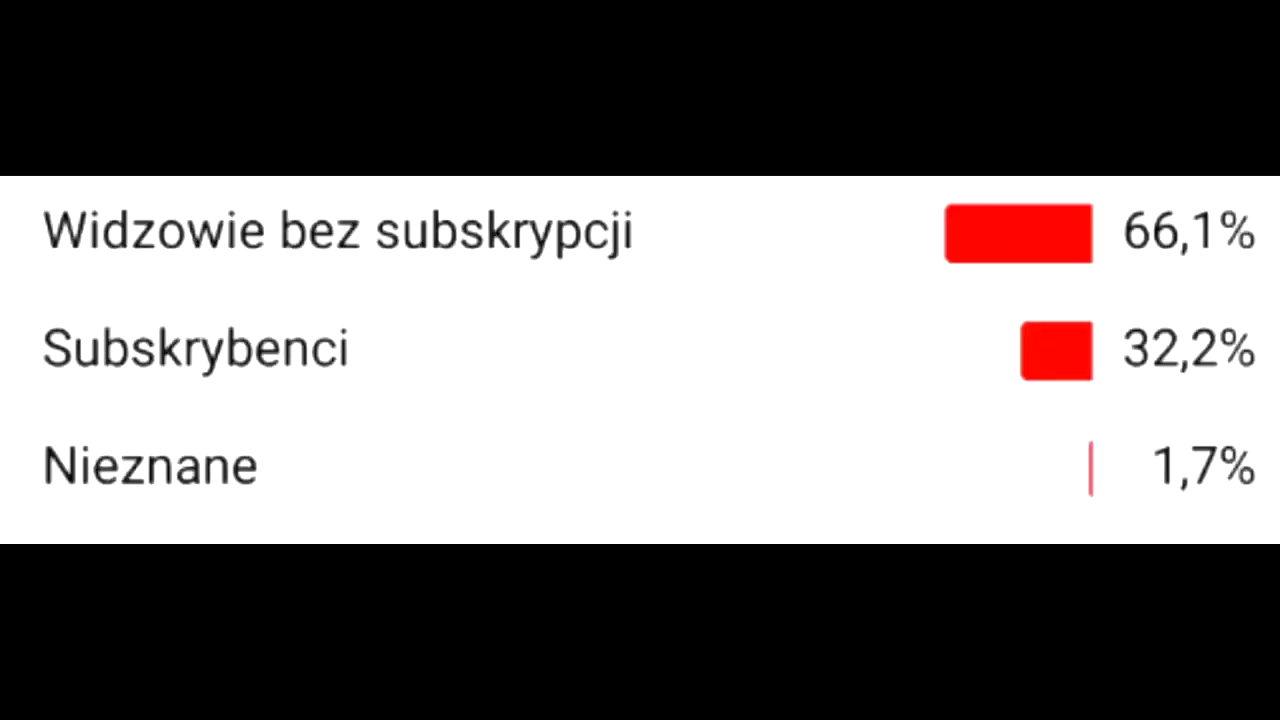 Widzowie bez subskrypcji 66,1%
Subskrybenci 32,2%
Nieznane 1,7%